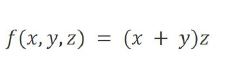 f(x, y, z) = (x + y)z